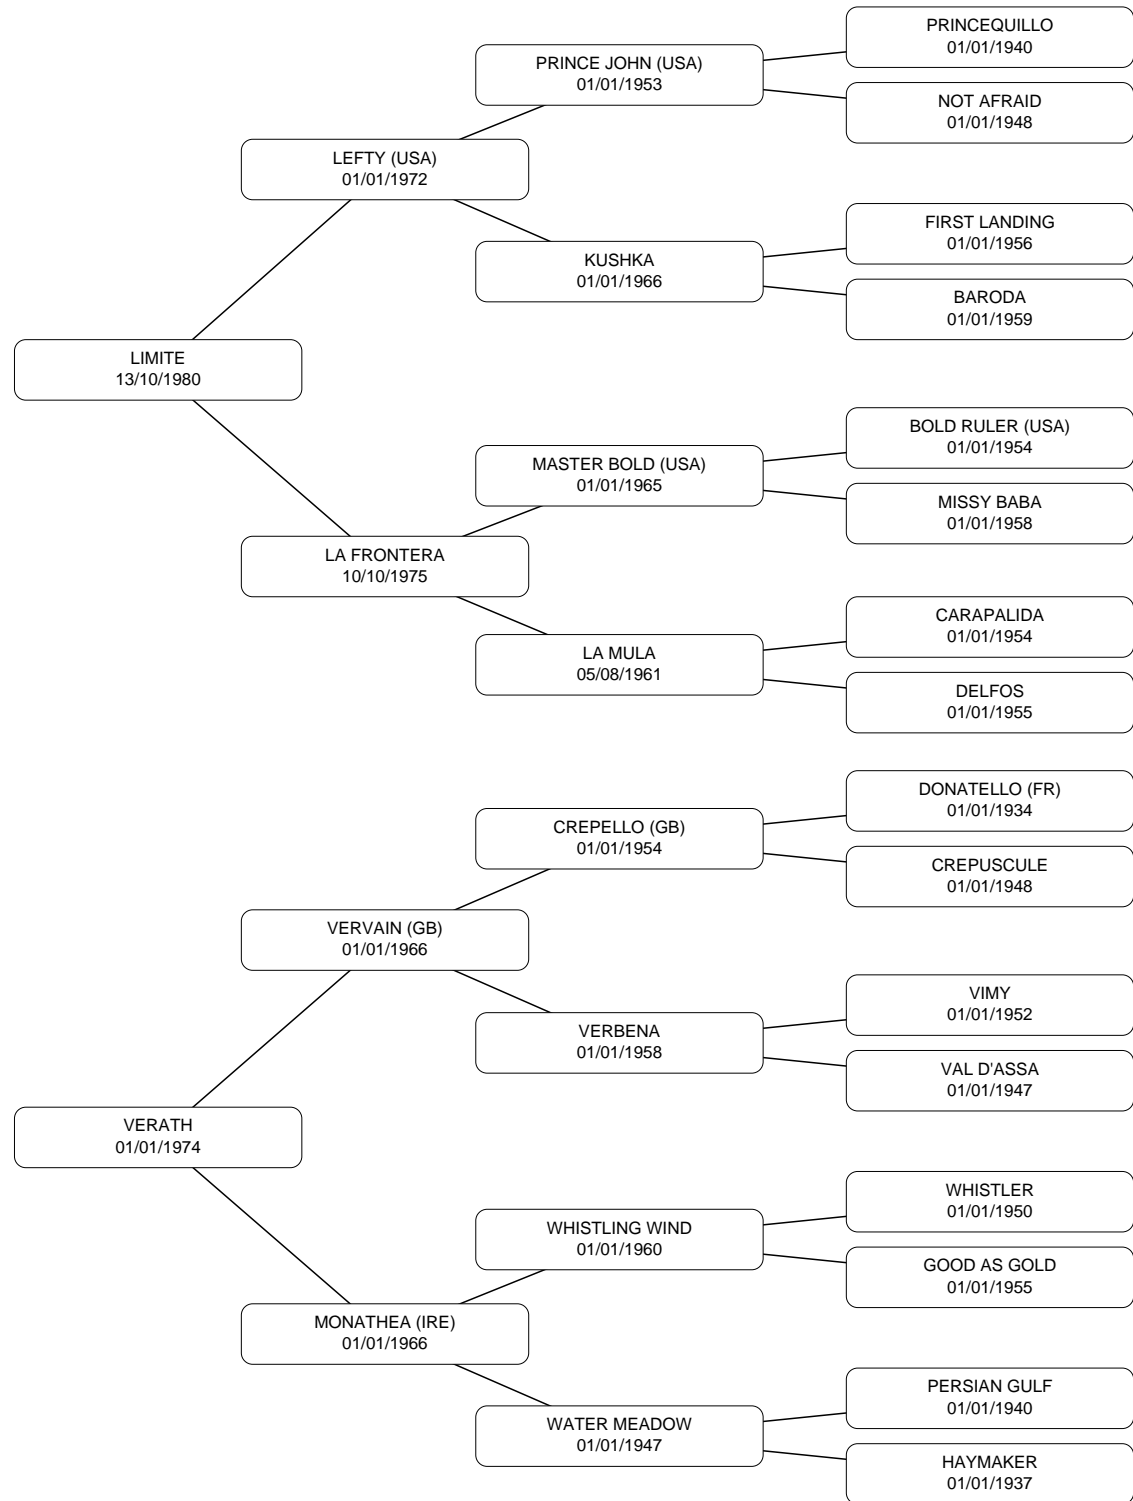 PRINCEQUILLO
01/01/1940
PRINCE JOHN (USA)
01/01/1953
NOT AFRAID
01/01/1948
LEFTY (USA)
01/01/1972
FIRST LANDING
01/01/1956
KUSHKA
01/01/1966
BARODA
01/01/1959
LIMITE
13/10/1980
BOLD RULER (USA)
01/01/1954
MASTER BOLD (USA)
01/01/1965
MISSY BABA
01/01/1958
LA FRONTERA
10/10/1975
CARAPALIDA
01/01/1954
LA MULA
05/08/1961
DELFOS
01/01/1955
DONATELLO (FR)
01/01/1934
CREPELLO (GB)
01/01/1954
CREPUSCULE
01/01/1948
VERVAIN (GB)
01/01/1966
VIMY
01/01/1952
VERBENA
01/01/1958
VAL D'ASSA
01/01/1947
VERATH
01/01/1974
WHISTLER
01/01/1950
WHISTLING WIND
01/01/1960
GOOD AS GOLD
01/01/1955
MONATHEA (IRE)
01/01/1966
PERSIAN GULF
01/01/1940
WATER MEADOW
01/01/1947
HAYMAKER
01/01/1937